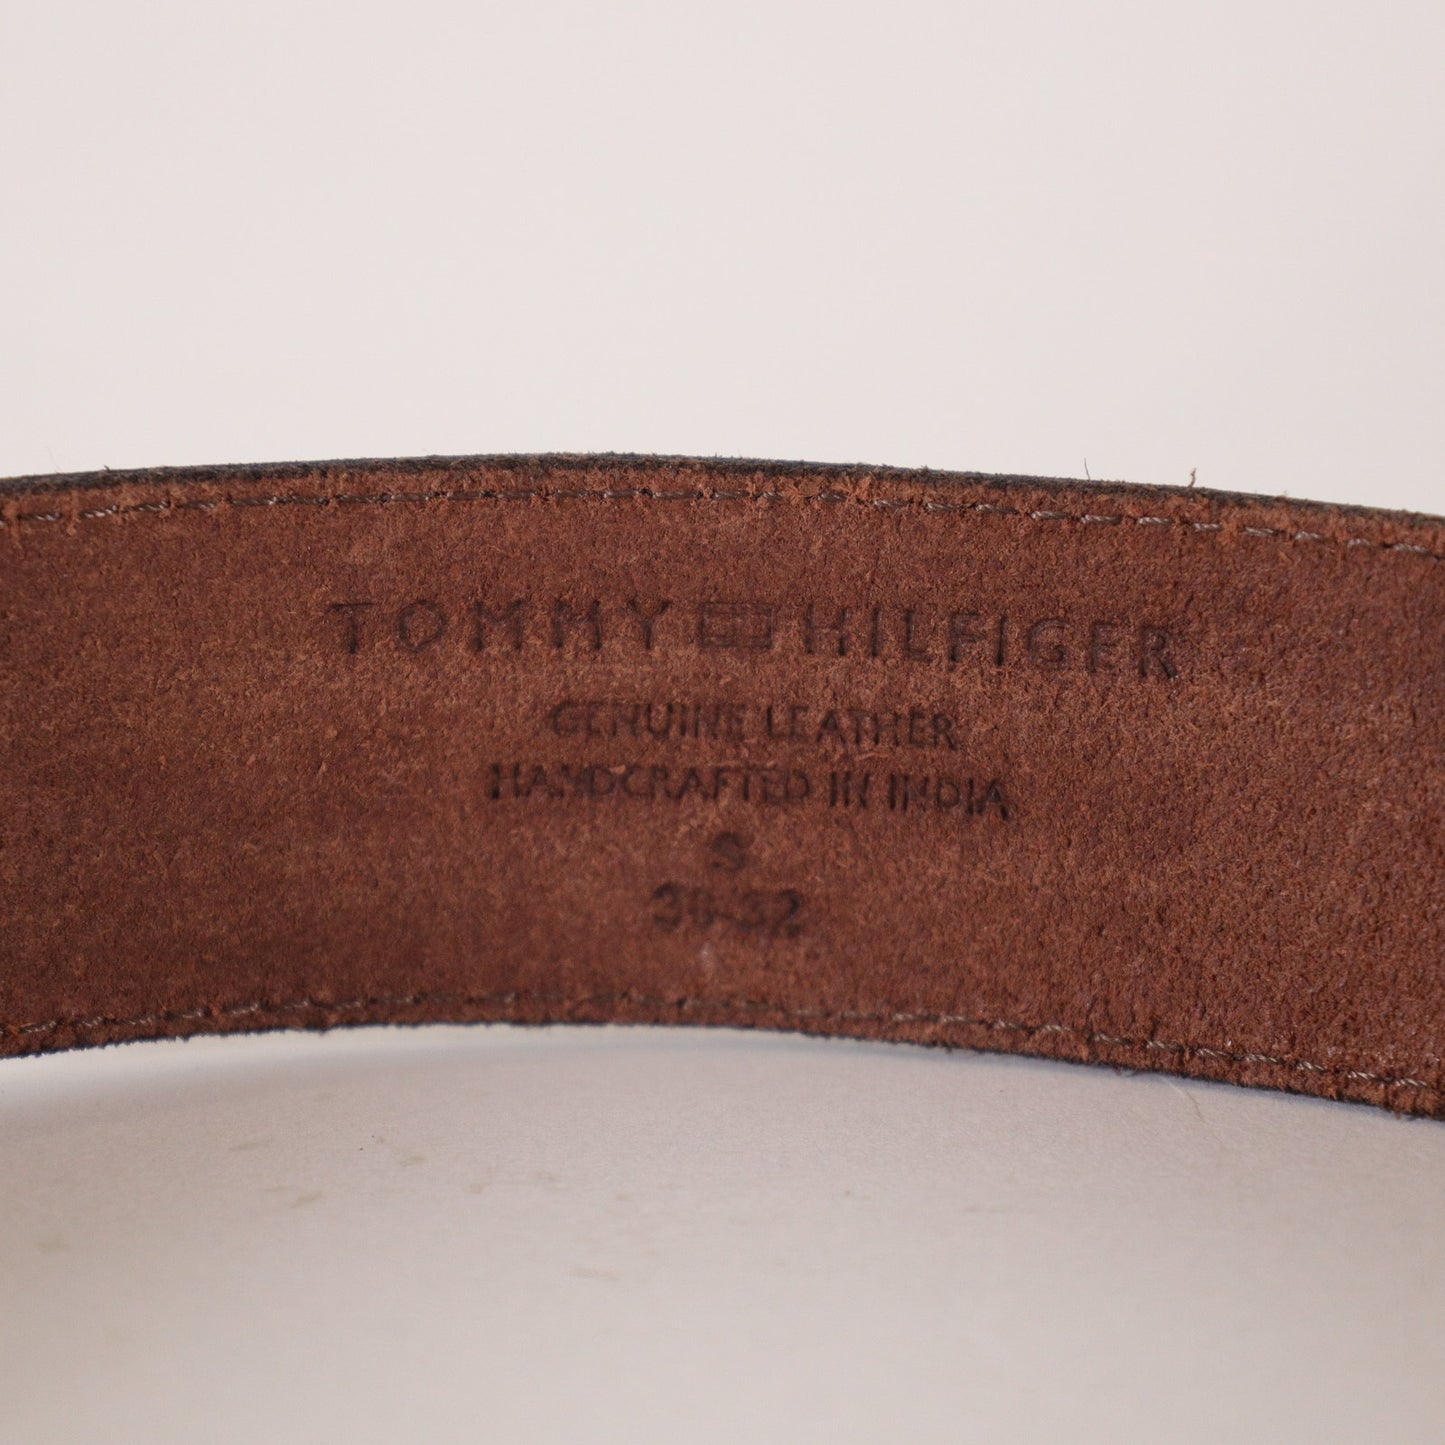 TOMMY HILFIGER
GENUINE LEATHER
HANDCRAFTED IN INDIA
S
30-32